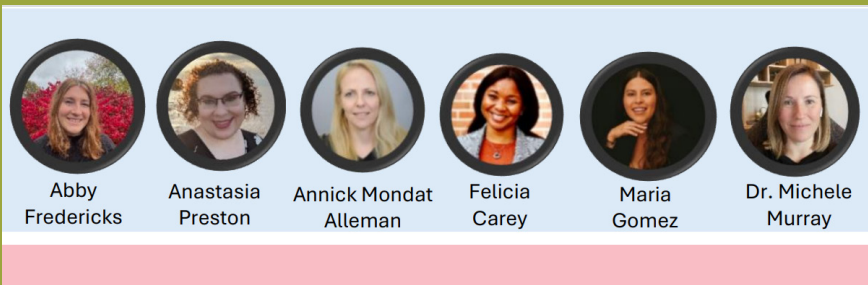 Abby
Fredericks
Anastasia
Preston
Annick Mondat
Alleman
Felicia
Carey
Maria
Gomez
Dr. Michele
Murray